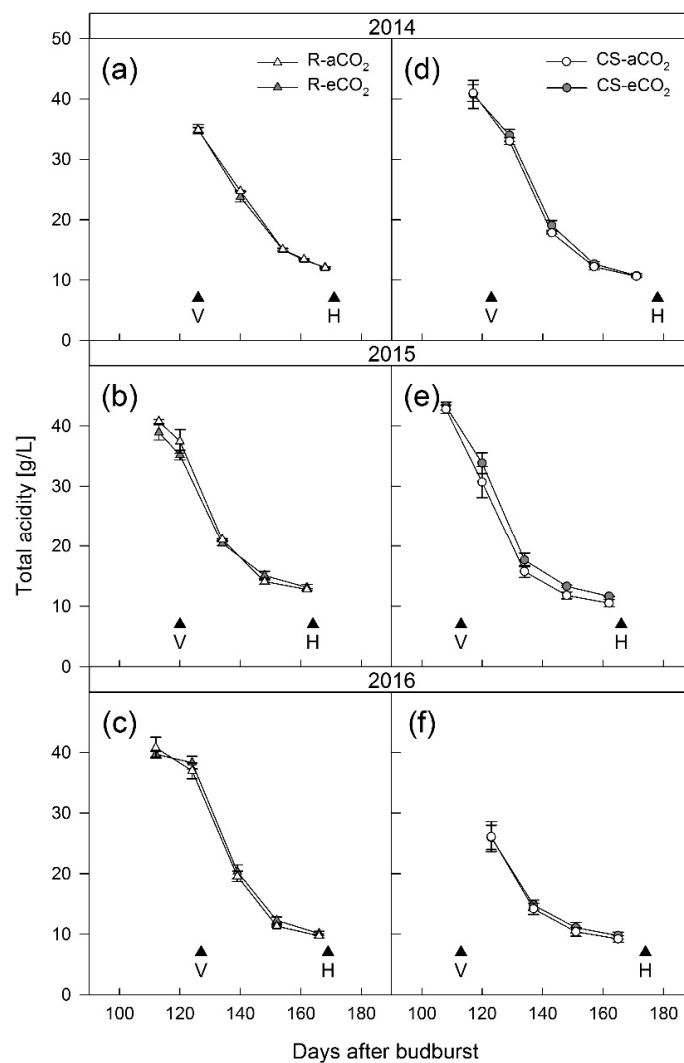 2014
(a)
R-aCO₂
R-eCO₂
50
40
30
20
10
0
V
H
(d)
CS-aCO₂
CS-eCO₂
V
H
2015
(b)
40
30
20
10
0
V
H
(e)
V
H
Total acidity [g/L]
2016
(c)
40
30
20
10
0
V
H
(f)
V
H
100 120 140 160 180 100 120 140 160 180
Days after budburst